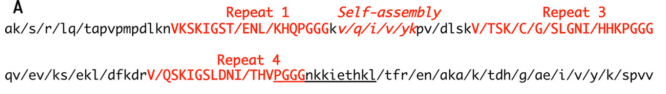 A
Repeat 1 Self-assembly Repeat 3
ak/s/r/lq/tapvpmpdlknVKSKIGST/ENL/KHQPGGGkv/q/i/v/ykpv/dlskV/TSK/C/G/SLGNI/HHKPGGG
Repeat 4
qv/ev/ks/ekl/dfkdrV/QSKIGSLDNI/THVPGGGnkkiethkl/tfr/en/aka/k/tdh/g/ae/i/v/y/k/spvv